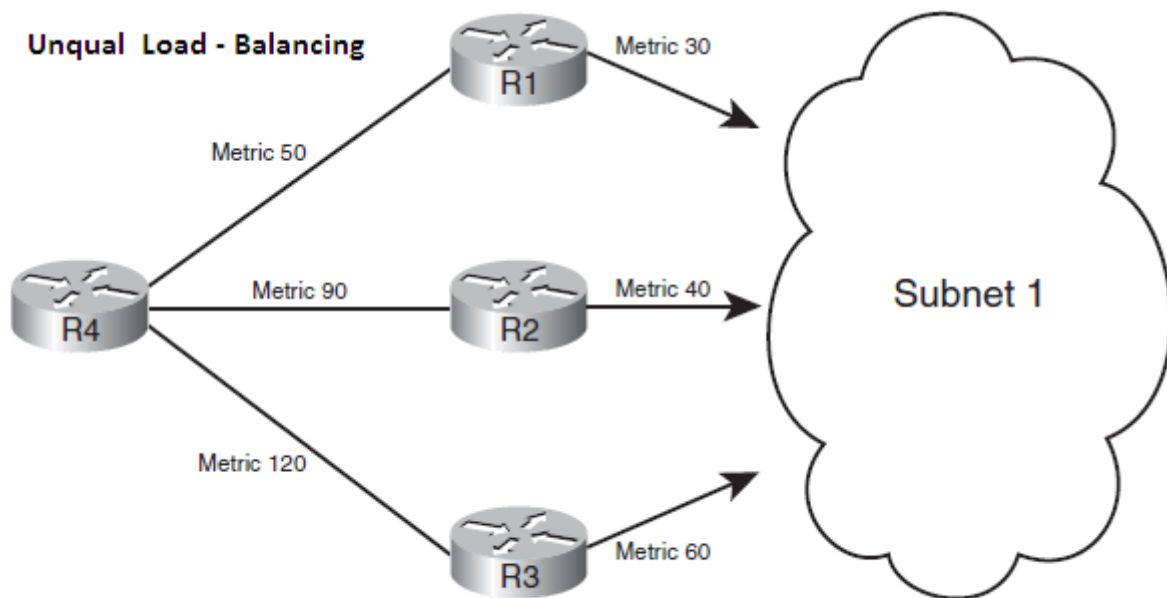 Unqual Load - Balancing
R1
Metric 30
Metric 50
R4
Metric 90
R2
Metric 40
Subnet 1
Metric 120
R3
Metric 60